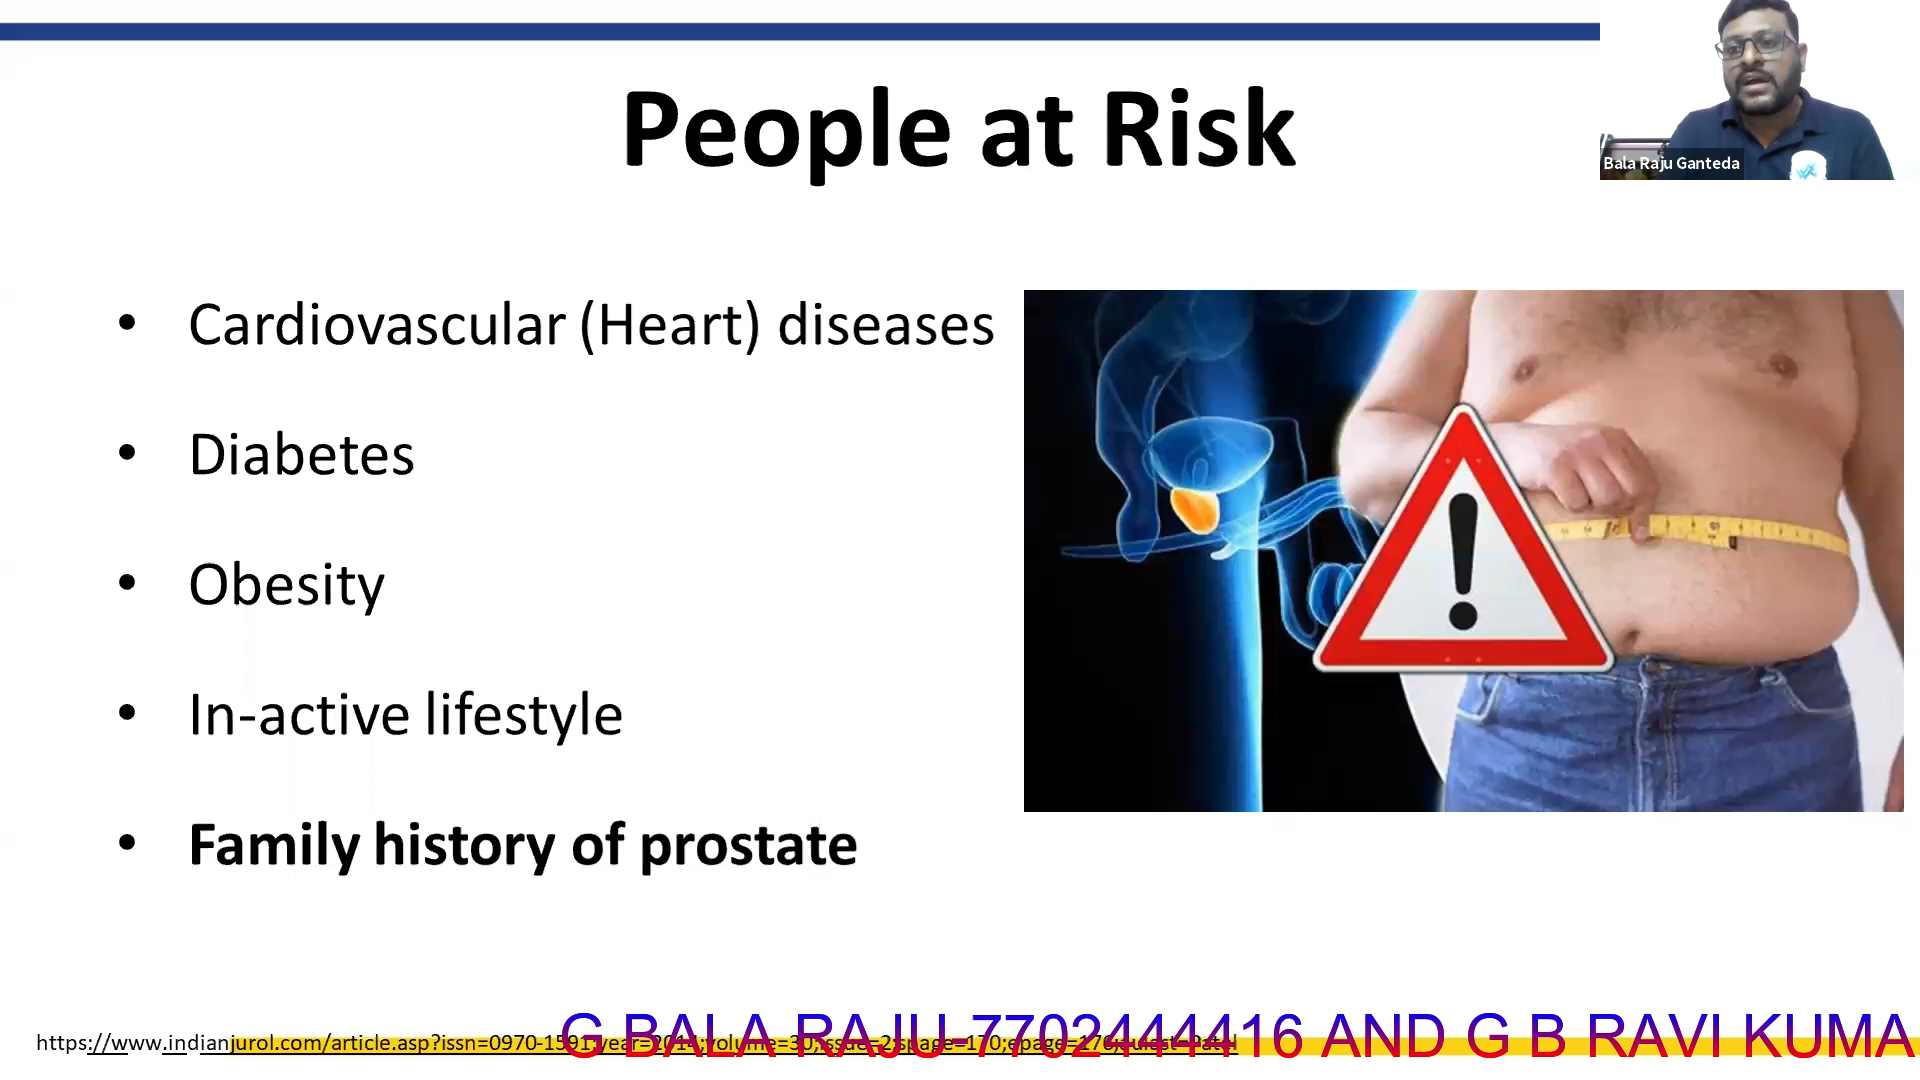 People at Risk
Bala Raju Ganteda
• Cardiovascular (Heart) diseases
• Diabetes
• Obesity
• In-active lifestyle
• Family history of prostate
https://www.indianjurol.com/article.asp?issn=0970-1591;year=2014;volume=30;issue=2;spage=170;epage=176;aulast=Patel
G BALA RAJU-7702444416 AND G B RAVI KUMA